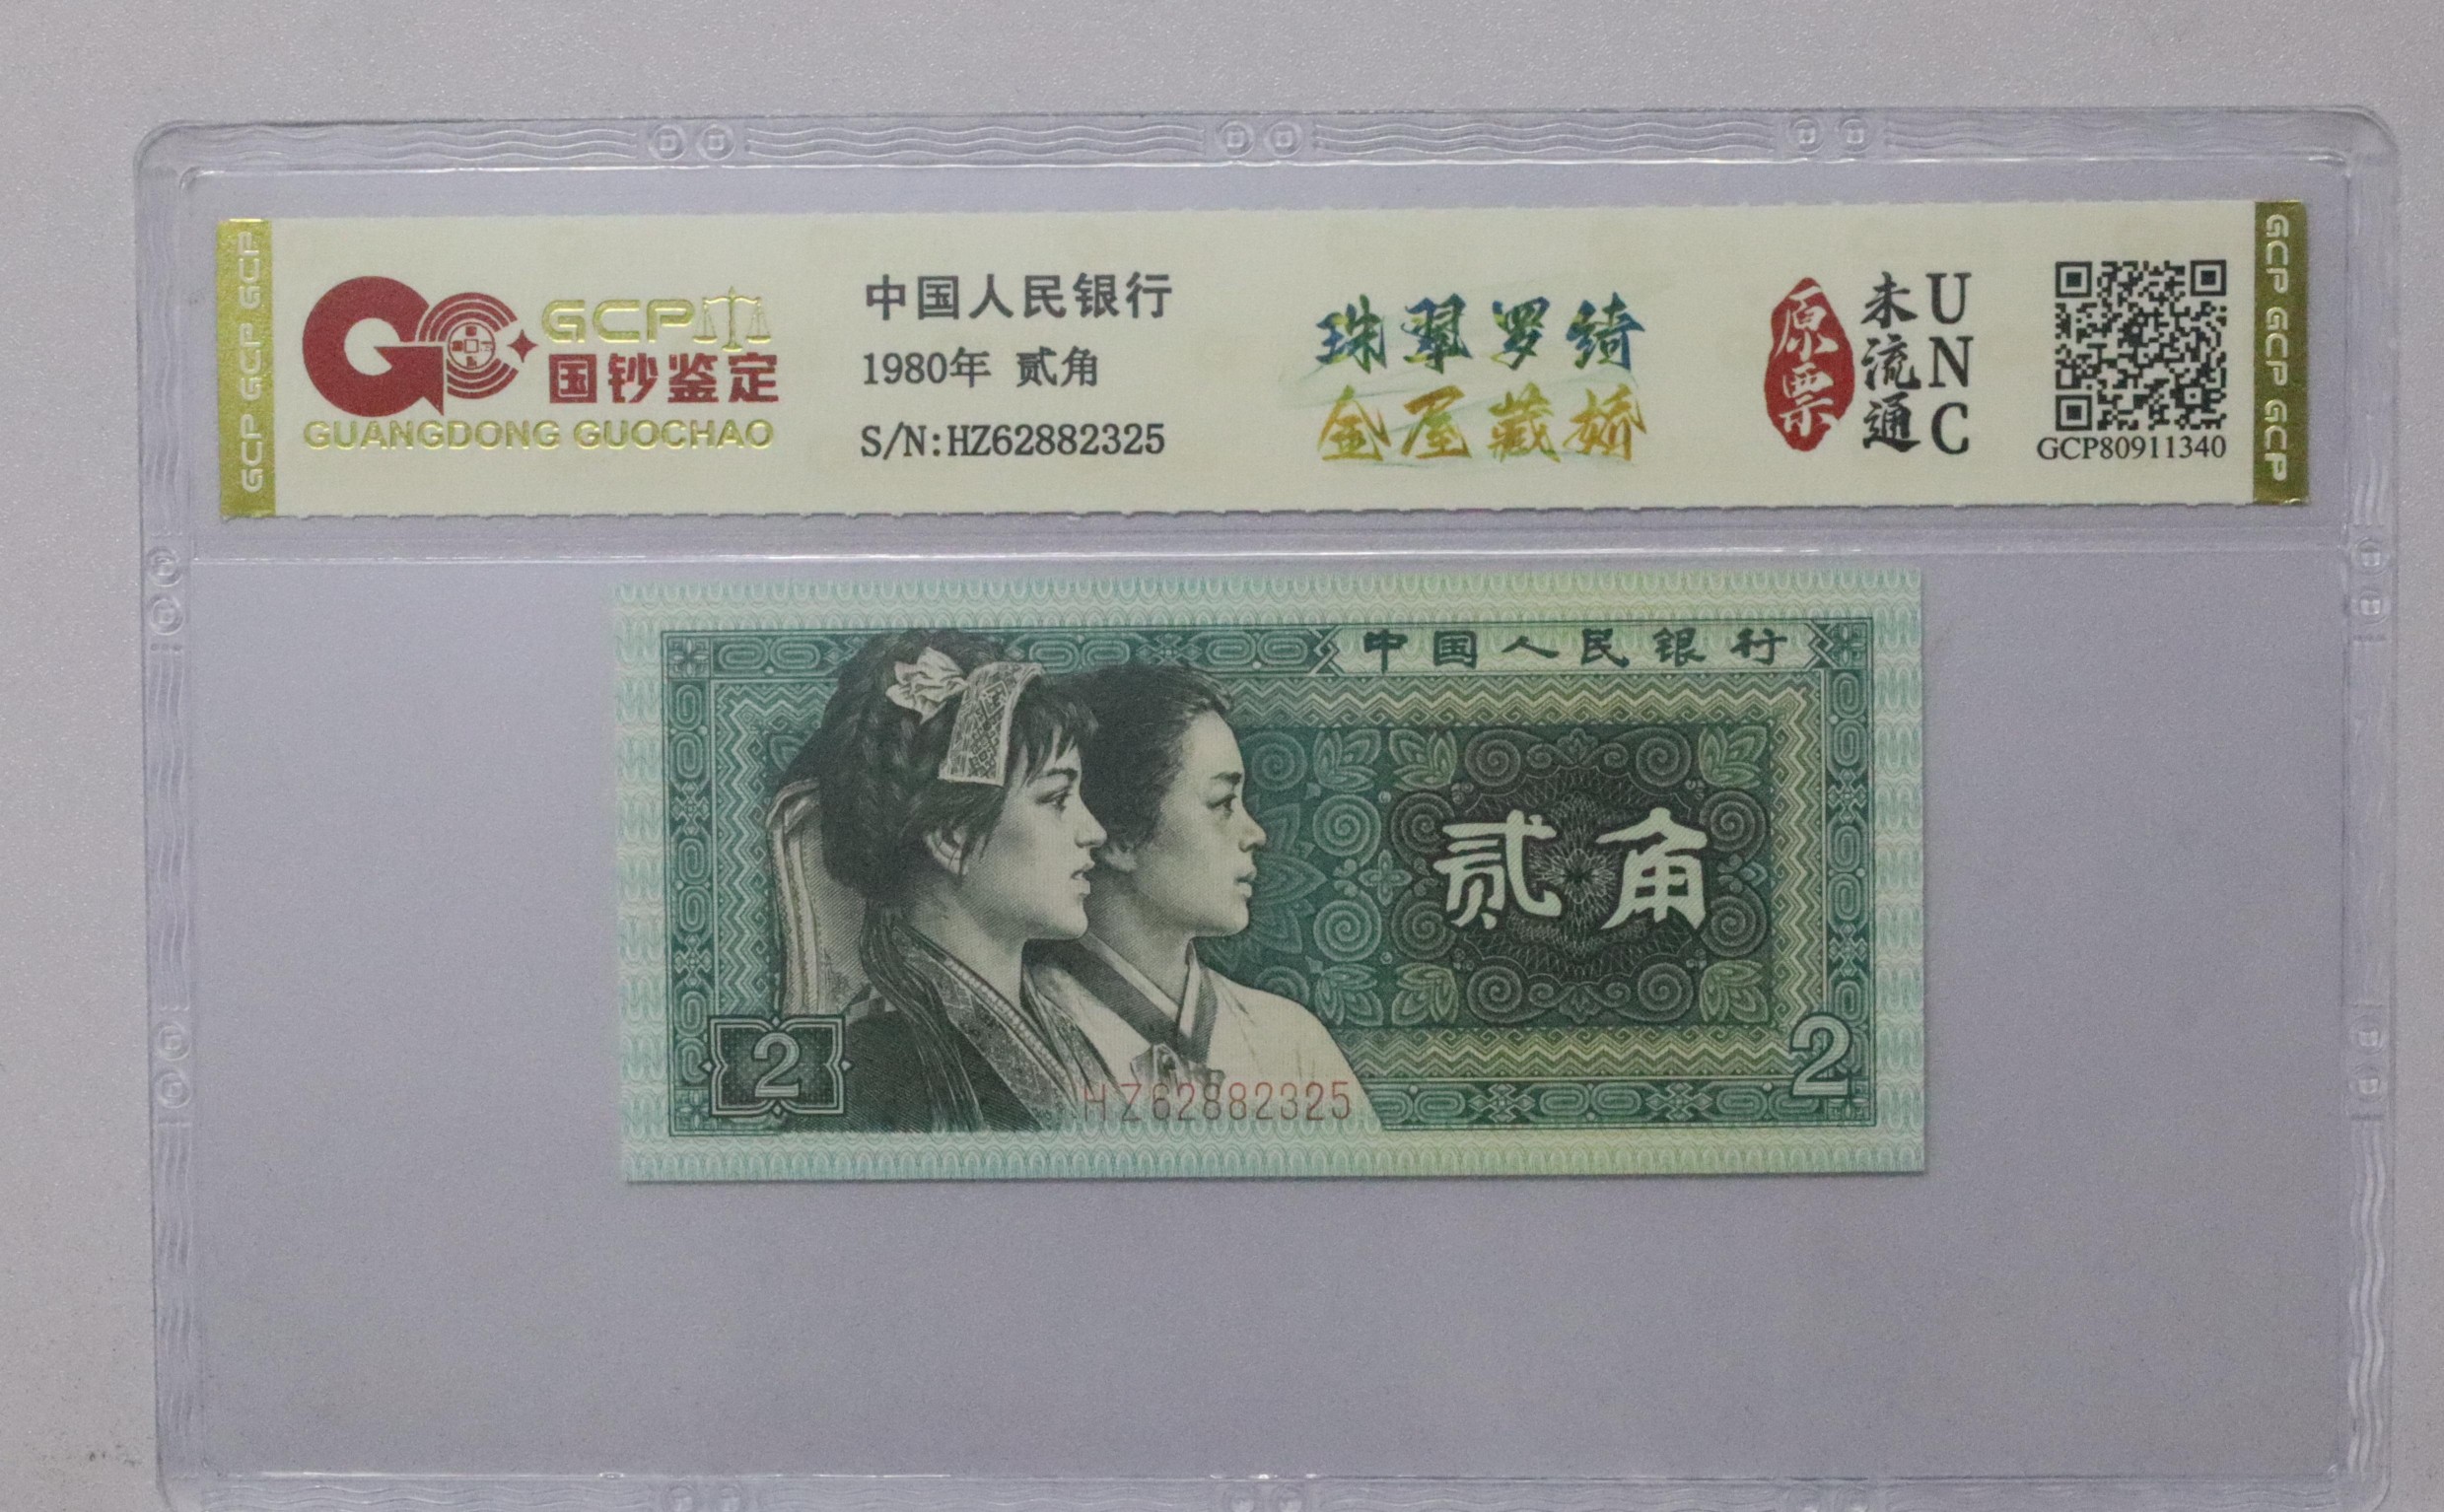 GCP GCP GCP
GCP
国钞鉴定
GUANGDONG GUOCHAO
中国人民银行
1980年 贰角
S/N:HZ62882325
珠翠罗绮
金屋藏娇
原票
未流通
UNC
GCP80911340
GCP GCP GCP
中国人民银行
贰角
2
2
HZ62882325